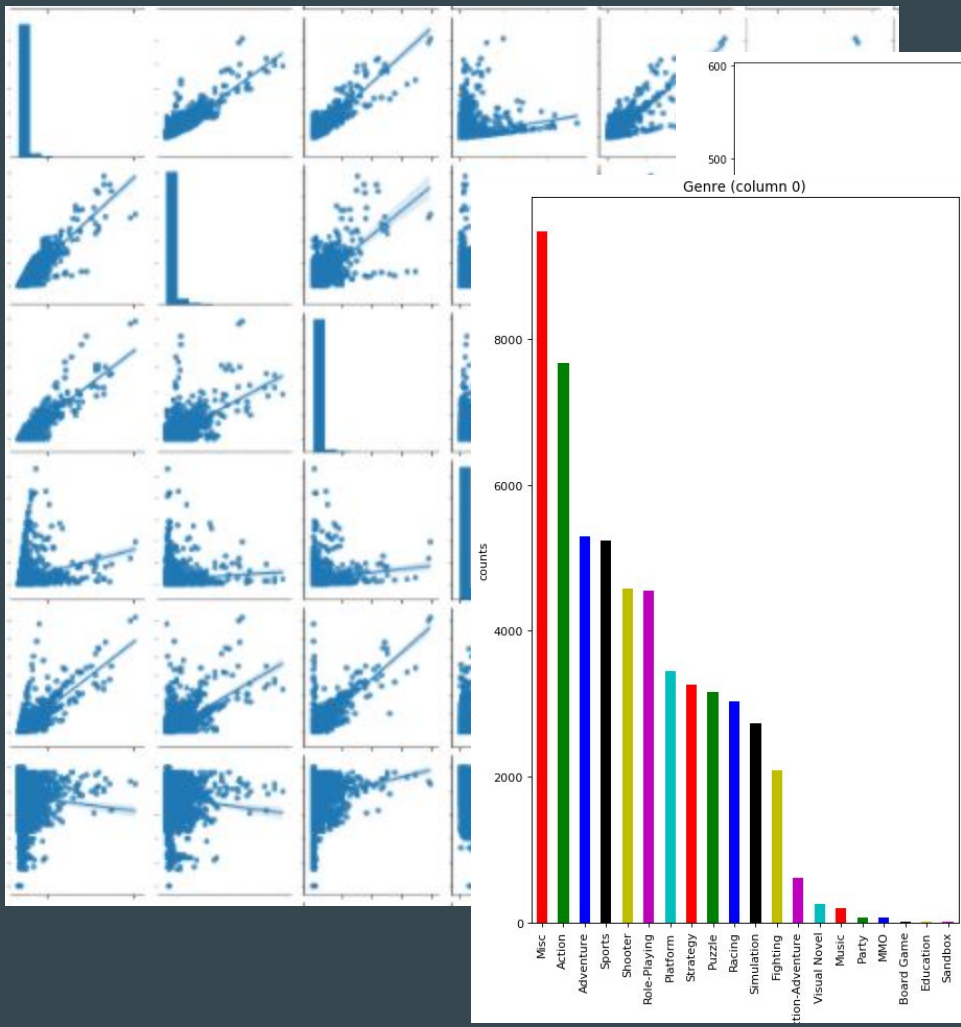 600
500
Genre (column 0)
8000
6000
counts
4000
2000
0
Misc
Action
Adventure
Sports
Shooter
Role-Playing
Platform
Strategy
Puzzle
Racing
Simulation
Fighting
tion-Adventure
Visual Novel
Music
Party
MMO
Board Game
Education
Sandbox